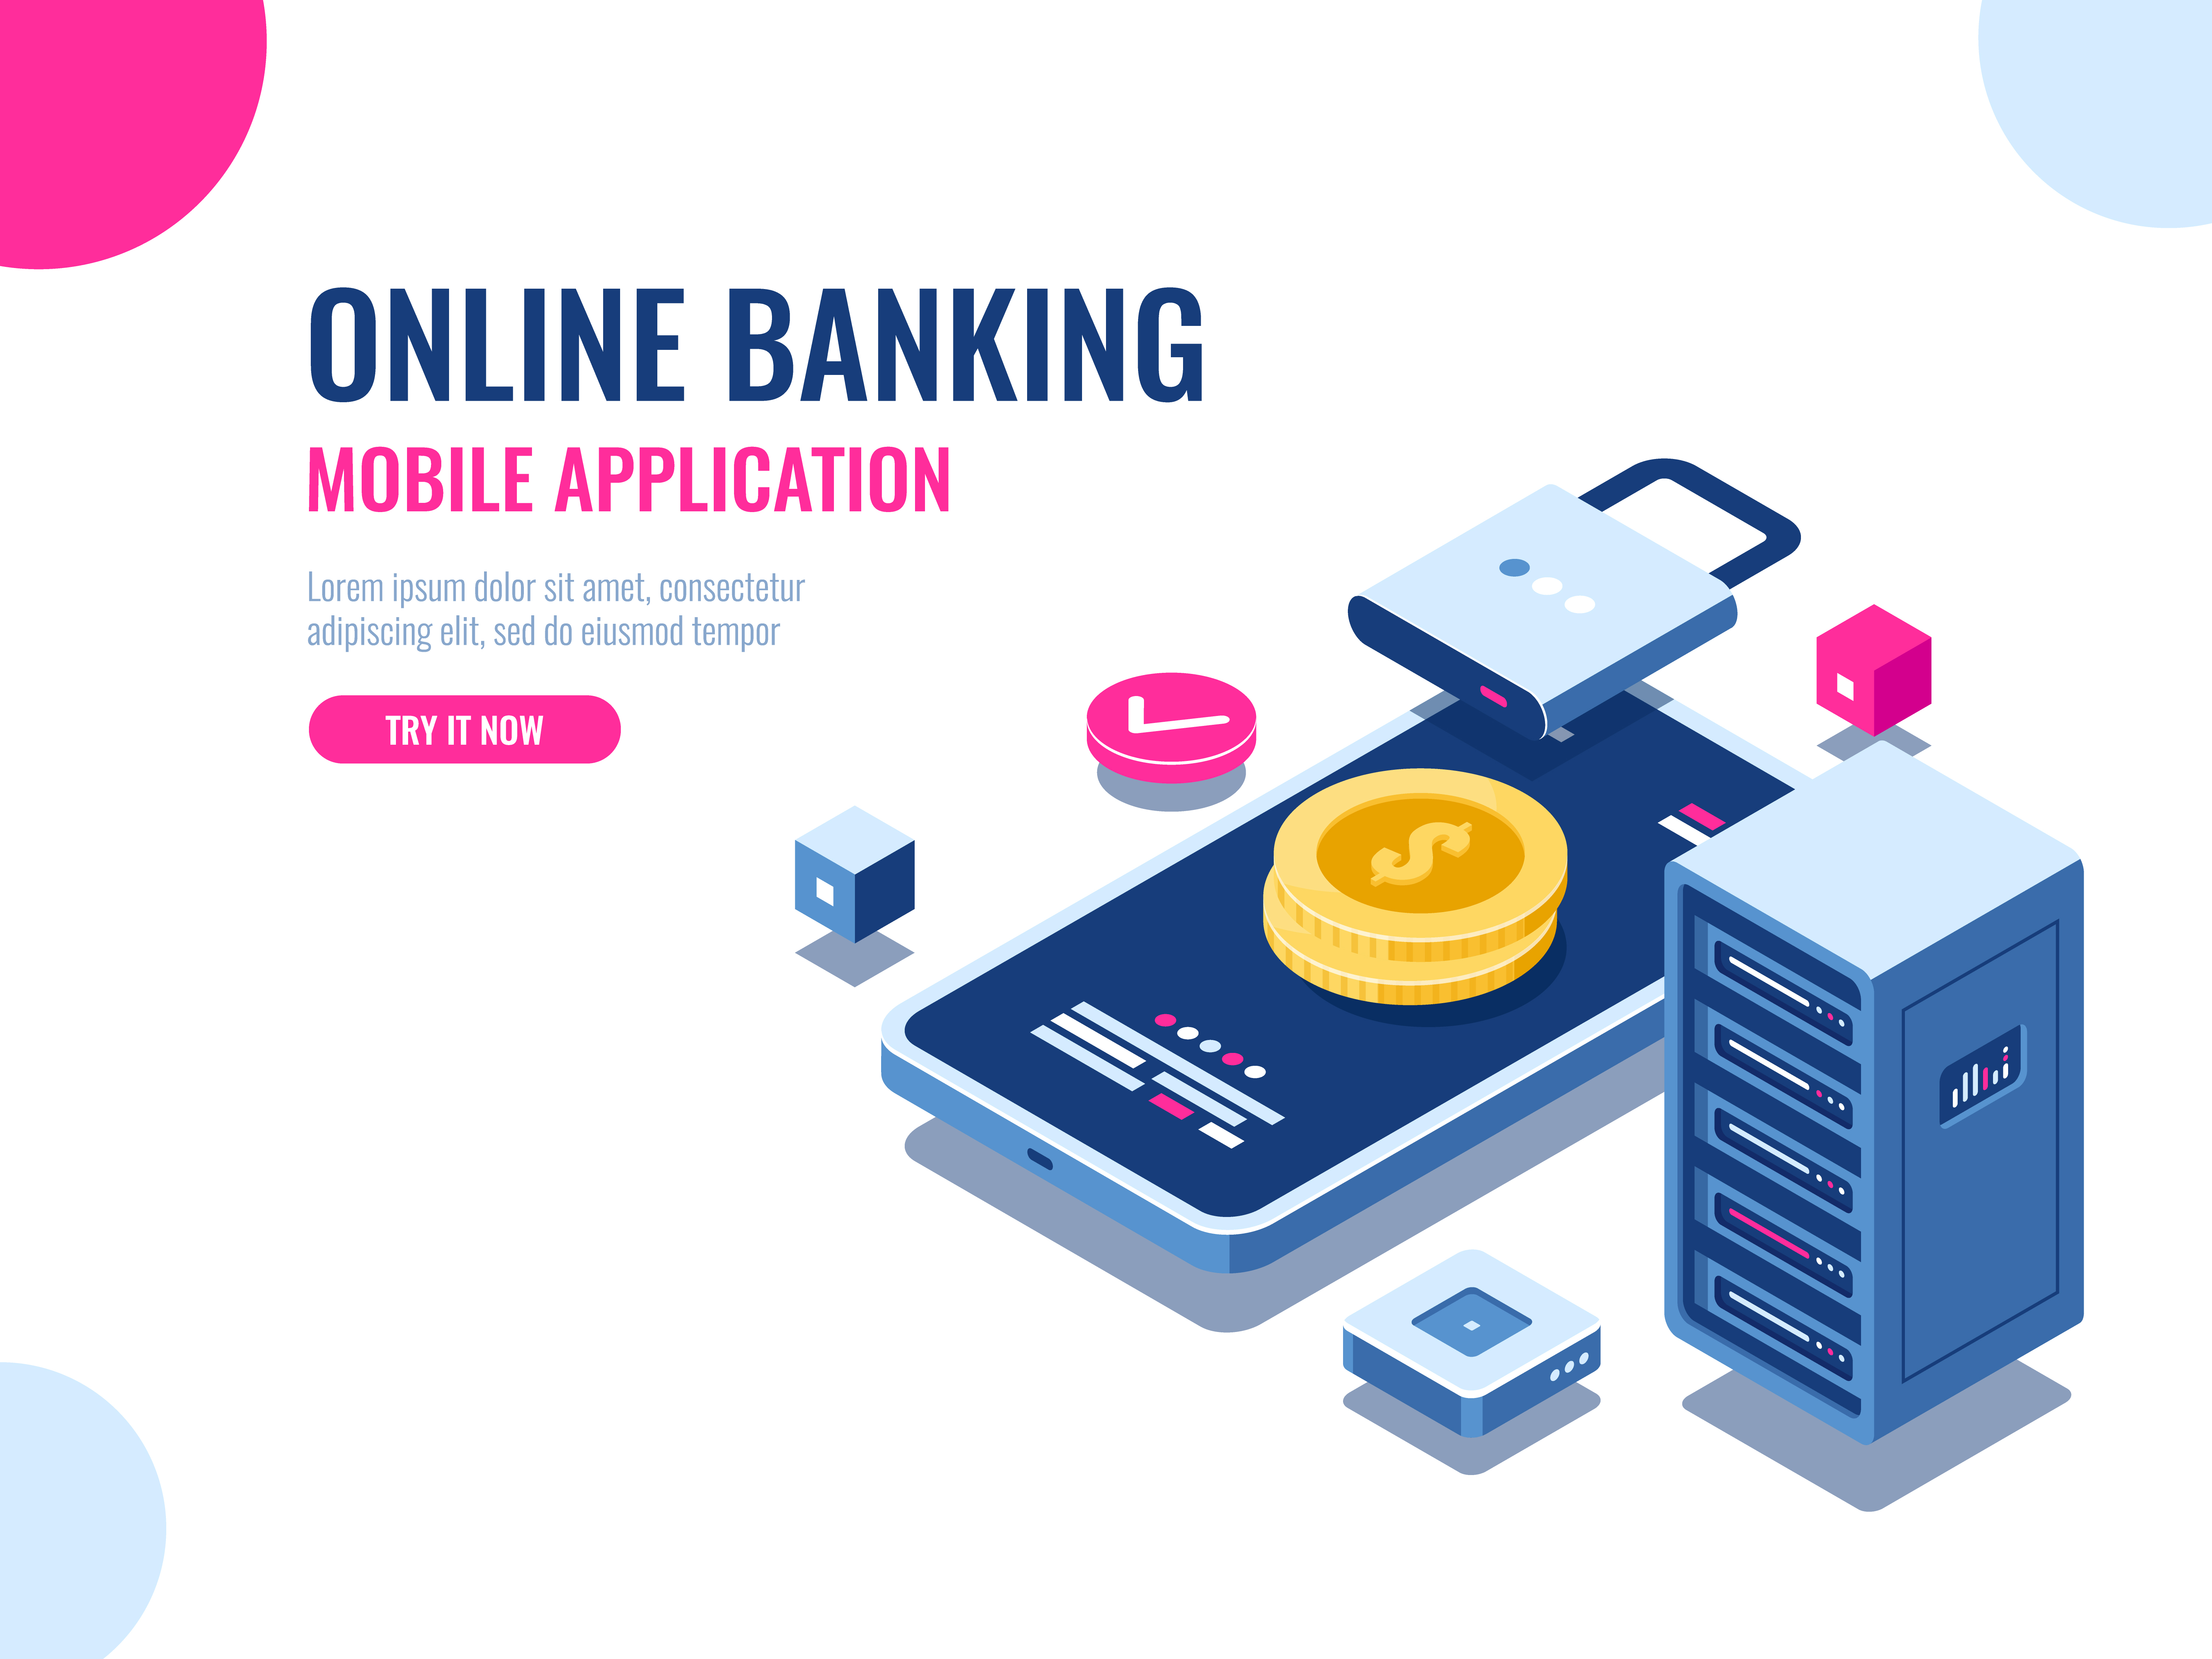 ONLINE BANKING
MOBILE APPLICATION
Lorem ipsum dolor sit amet, consectetur
adipiscing elit, sed do eiusmod tempor
TRY IT NOW
$